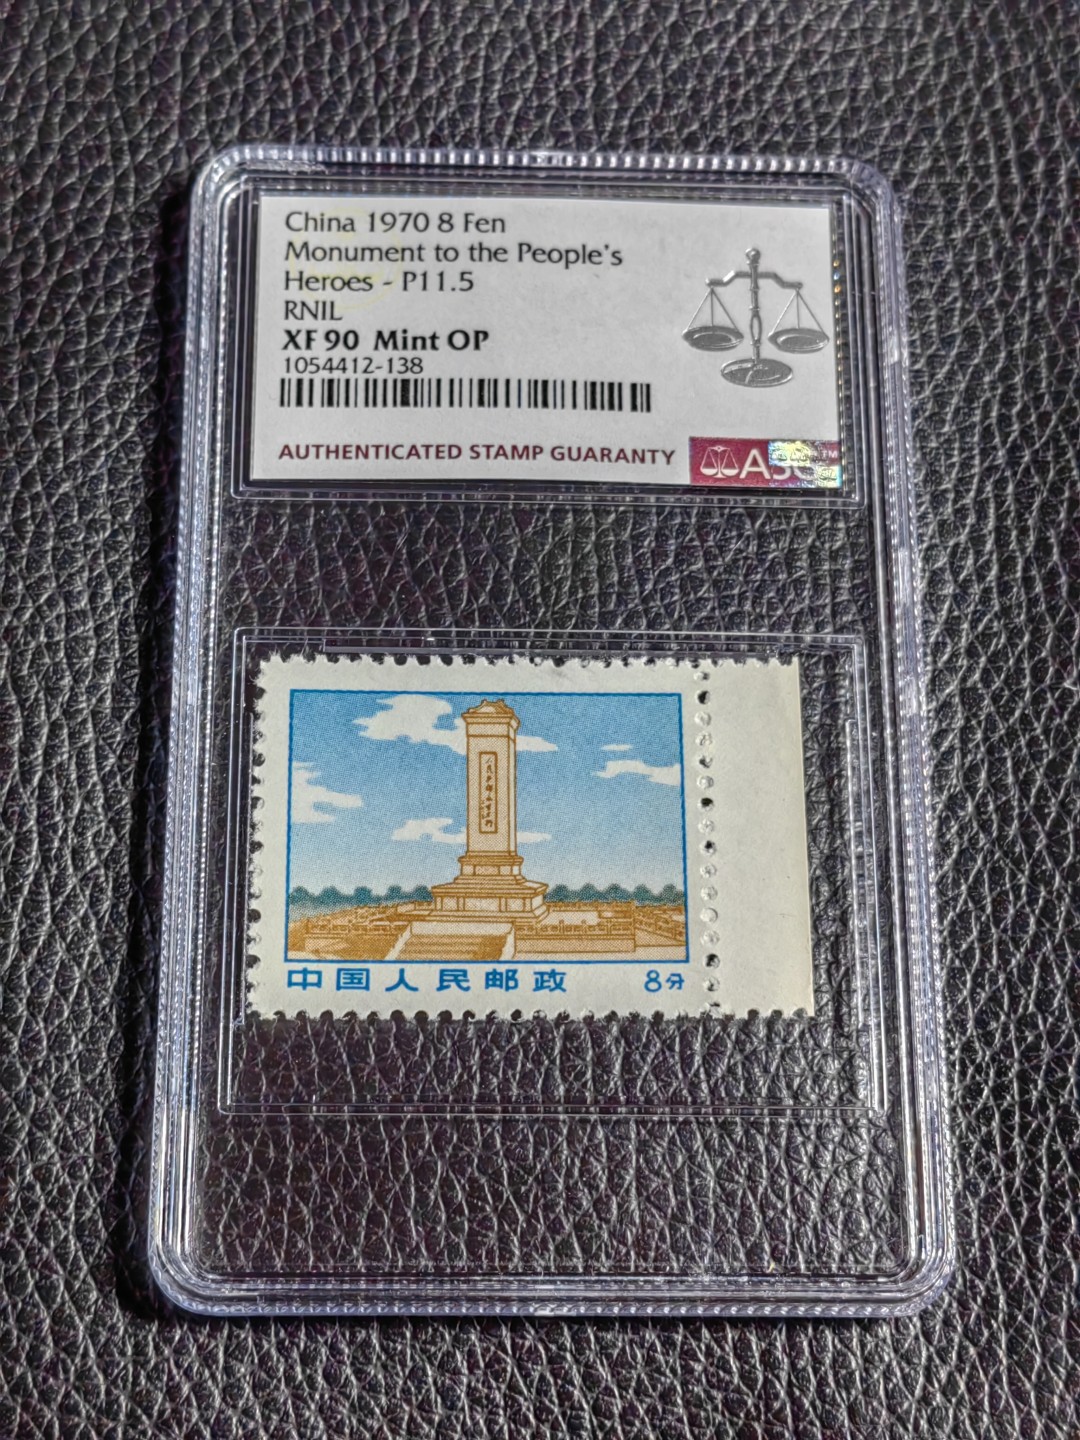 China 1970 8 Fen
Monument to the People's
Heroes - P11.5
RNIL
XF 90 Mint OP
1054412-138
AUTHENTICATED STAMP GUARANTY
ASG™
中国人民邮政
8分